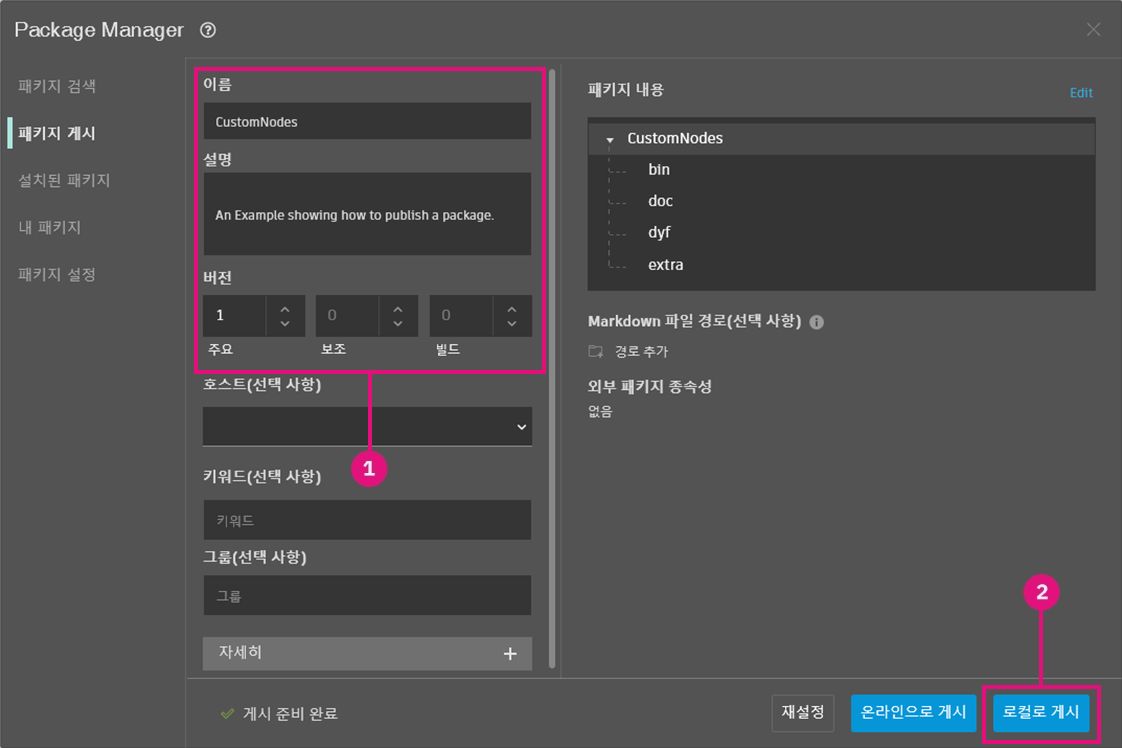 Package Manager ?
패키지 검색
패키지 게시
설치된 패키지
내 패키지
패키지 설정
이름
CustomNodes
설명
An Example showing how to publish a package.
버전
1 0 0
주요 보조 빌드
1
호스트(선택 사항)
키워드(선택 사항)
키워드
그룹(선택 사항)
그룹
자세히 +
패키지 내용 Edit
CustomNodes
bin
doc
dyf
extra
Markdown 파일 경로(선택 사항) i
경로 추가
외부 패키지 종속성
없음
2
게시 준비 완료 재설정 온라인으로 게시 로컬로 게시